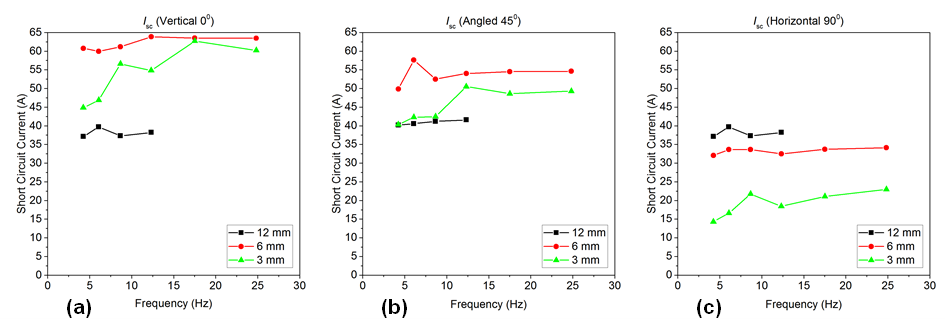 I_sc (Vertical 0⁰)
Short Circuit Current (A)
65
60
55
50
45
40
35
30
25
20
15
10
5
0
12 mm
6 mm
3 mm
0 5 10 15 20 25 30
(a) Frequency (Hz)
I_sc (Angled 45⁰)
Short Circuit Current (A)
65
60
55
50
45
40
35
30
25
20
15
10
5
0
12 mm
6 mm
3 mm
0 5 10 15 20 25 30
(b) Frequency (Hz)
I_sc (Horizontal 90⁰)
Short Circuit Current (A)
65
60
55
50
45
40
35
30
25
20
15
10
5
0
12 mm
6 mm
3 mm
0 5 10 15 20 25 30
(c) Frequency (Hz)